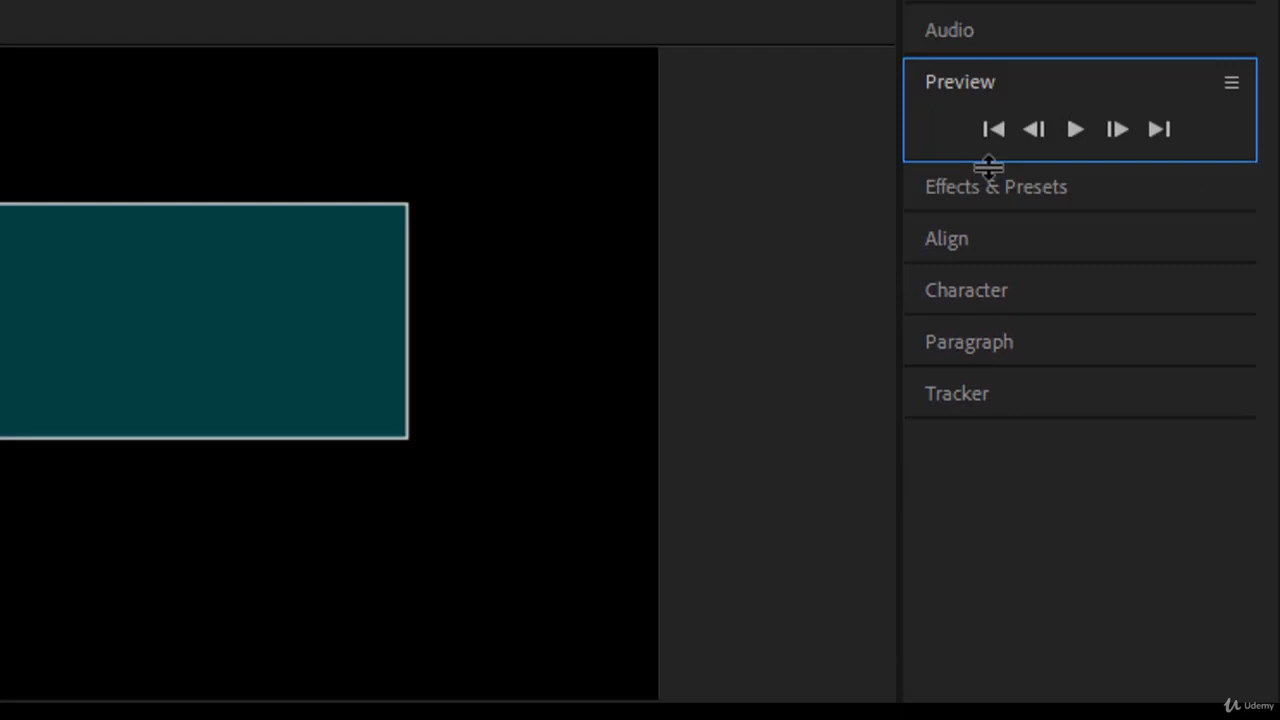 Audio
Preview
Effects & Presets
Align
Character
Paragraph
Tracker
Udemy